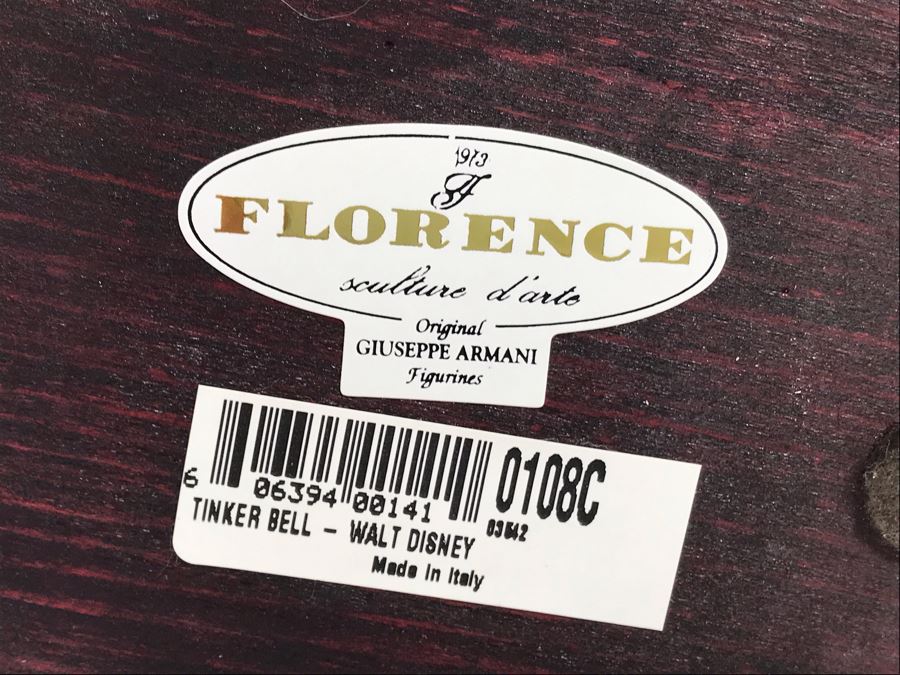 1973
F
FLORENCE
sculture d'arte
Original
GIUSEPPE ARMANI
Figurines
6 06394 00141
0108C
03542
TINKER BELL - WALT DISNEY
Made in Italy